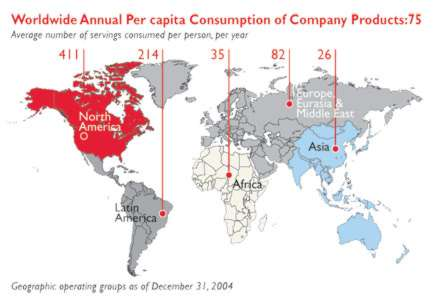 Worldwide Annual Per capita Consumption of Company Products:75
Average number of servings consumed per person, per year
411 214 35 82 26
Europe,
Eurasia &
Middle East
North
America
Asia
Africa
Latin
America
Geographic operating groups as of December 31, 2004